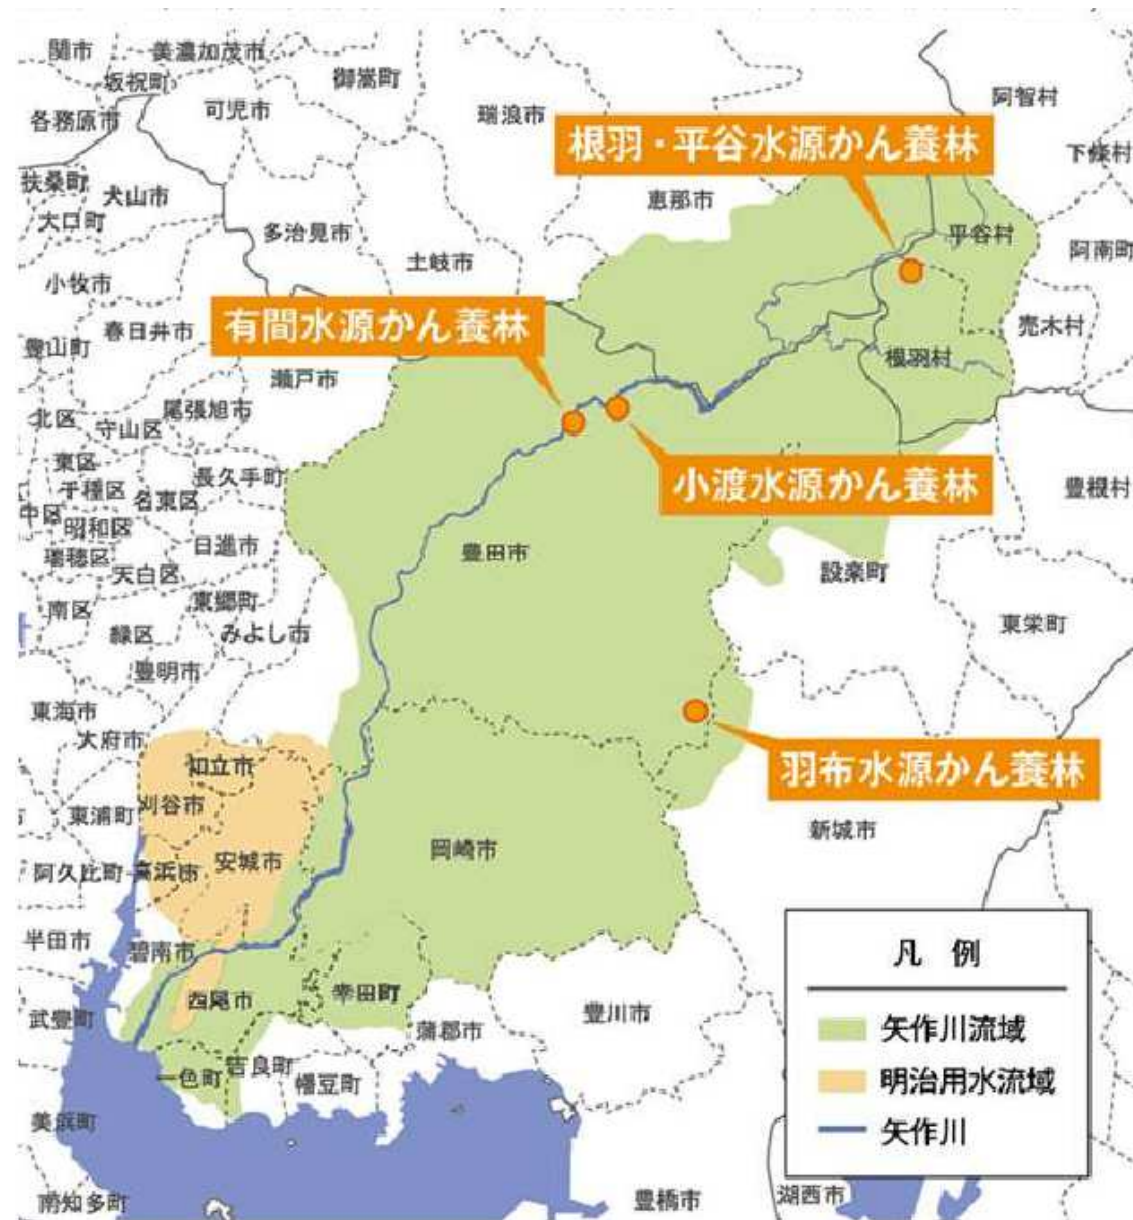 関市
美濃加茂市
御嵩町
坂祝町
可児市
瑞浪市
阿智村
各務原市
根羽・平谷水源かん養林
下條村
扶桑町
犬山市
恵那市
大口町
多治見市
平谷村
土岐市
阿南町
小牧市
有間水源かん養林
春日井市
売木村
豊山町
瀬戸市
根羽村
尾張旭市
北区
守山区
東区
長久手町
小渡水源かん養林
千種区
名東区
豊根村
中区
昭和区
日進市
豊田市
瑞穂区
天白区
設楽町
南区
東郷町
緑区
みよし市
東栄町
豊明市
東海市
大府市
知立市
羽布水源かん養林
刈谷市
東浦町
新城市
岡崎市
安城市
阿久比町
高浜市
半田市
碧南市
凡 例
西尾市
幸田町
豊川市
武豊町
蒲郡市
矢作川流域
吉良町
一色町
幡豆町
明治用水流域
美浜町
矢作川
南知多町
豊橋市
湖西市